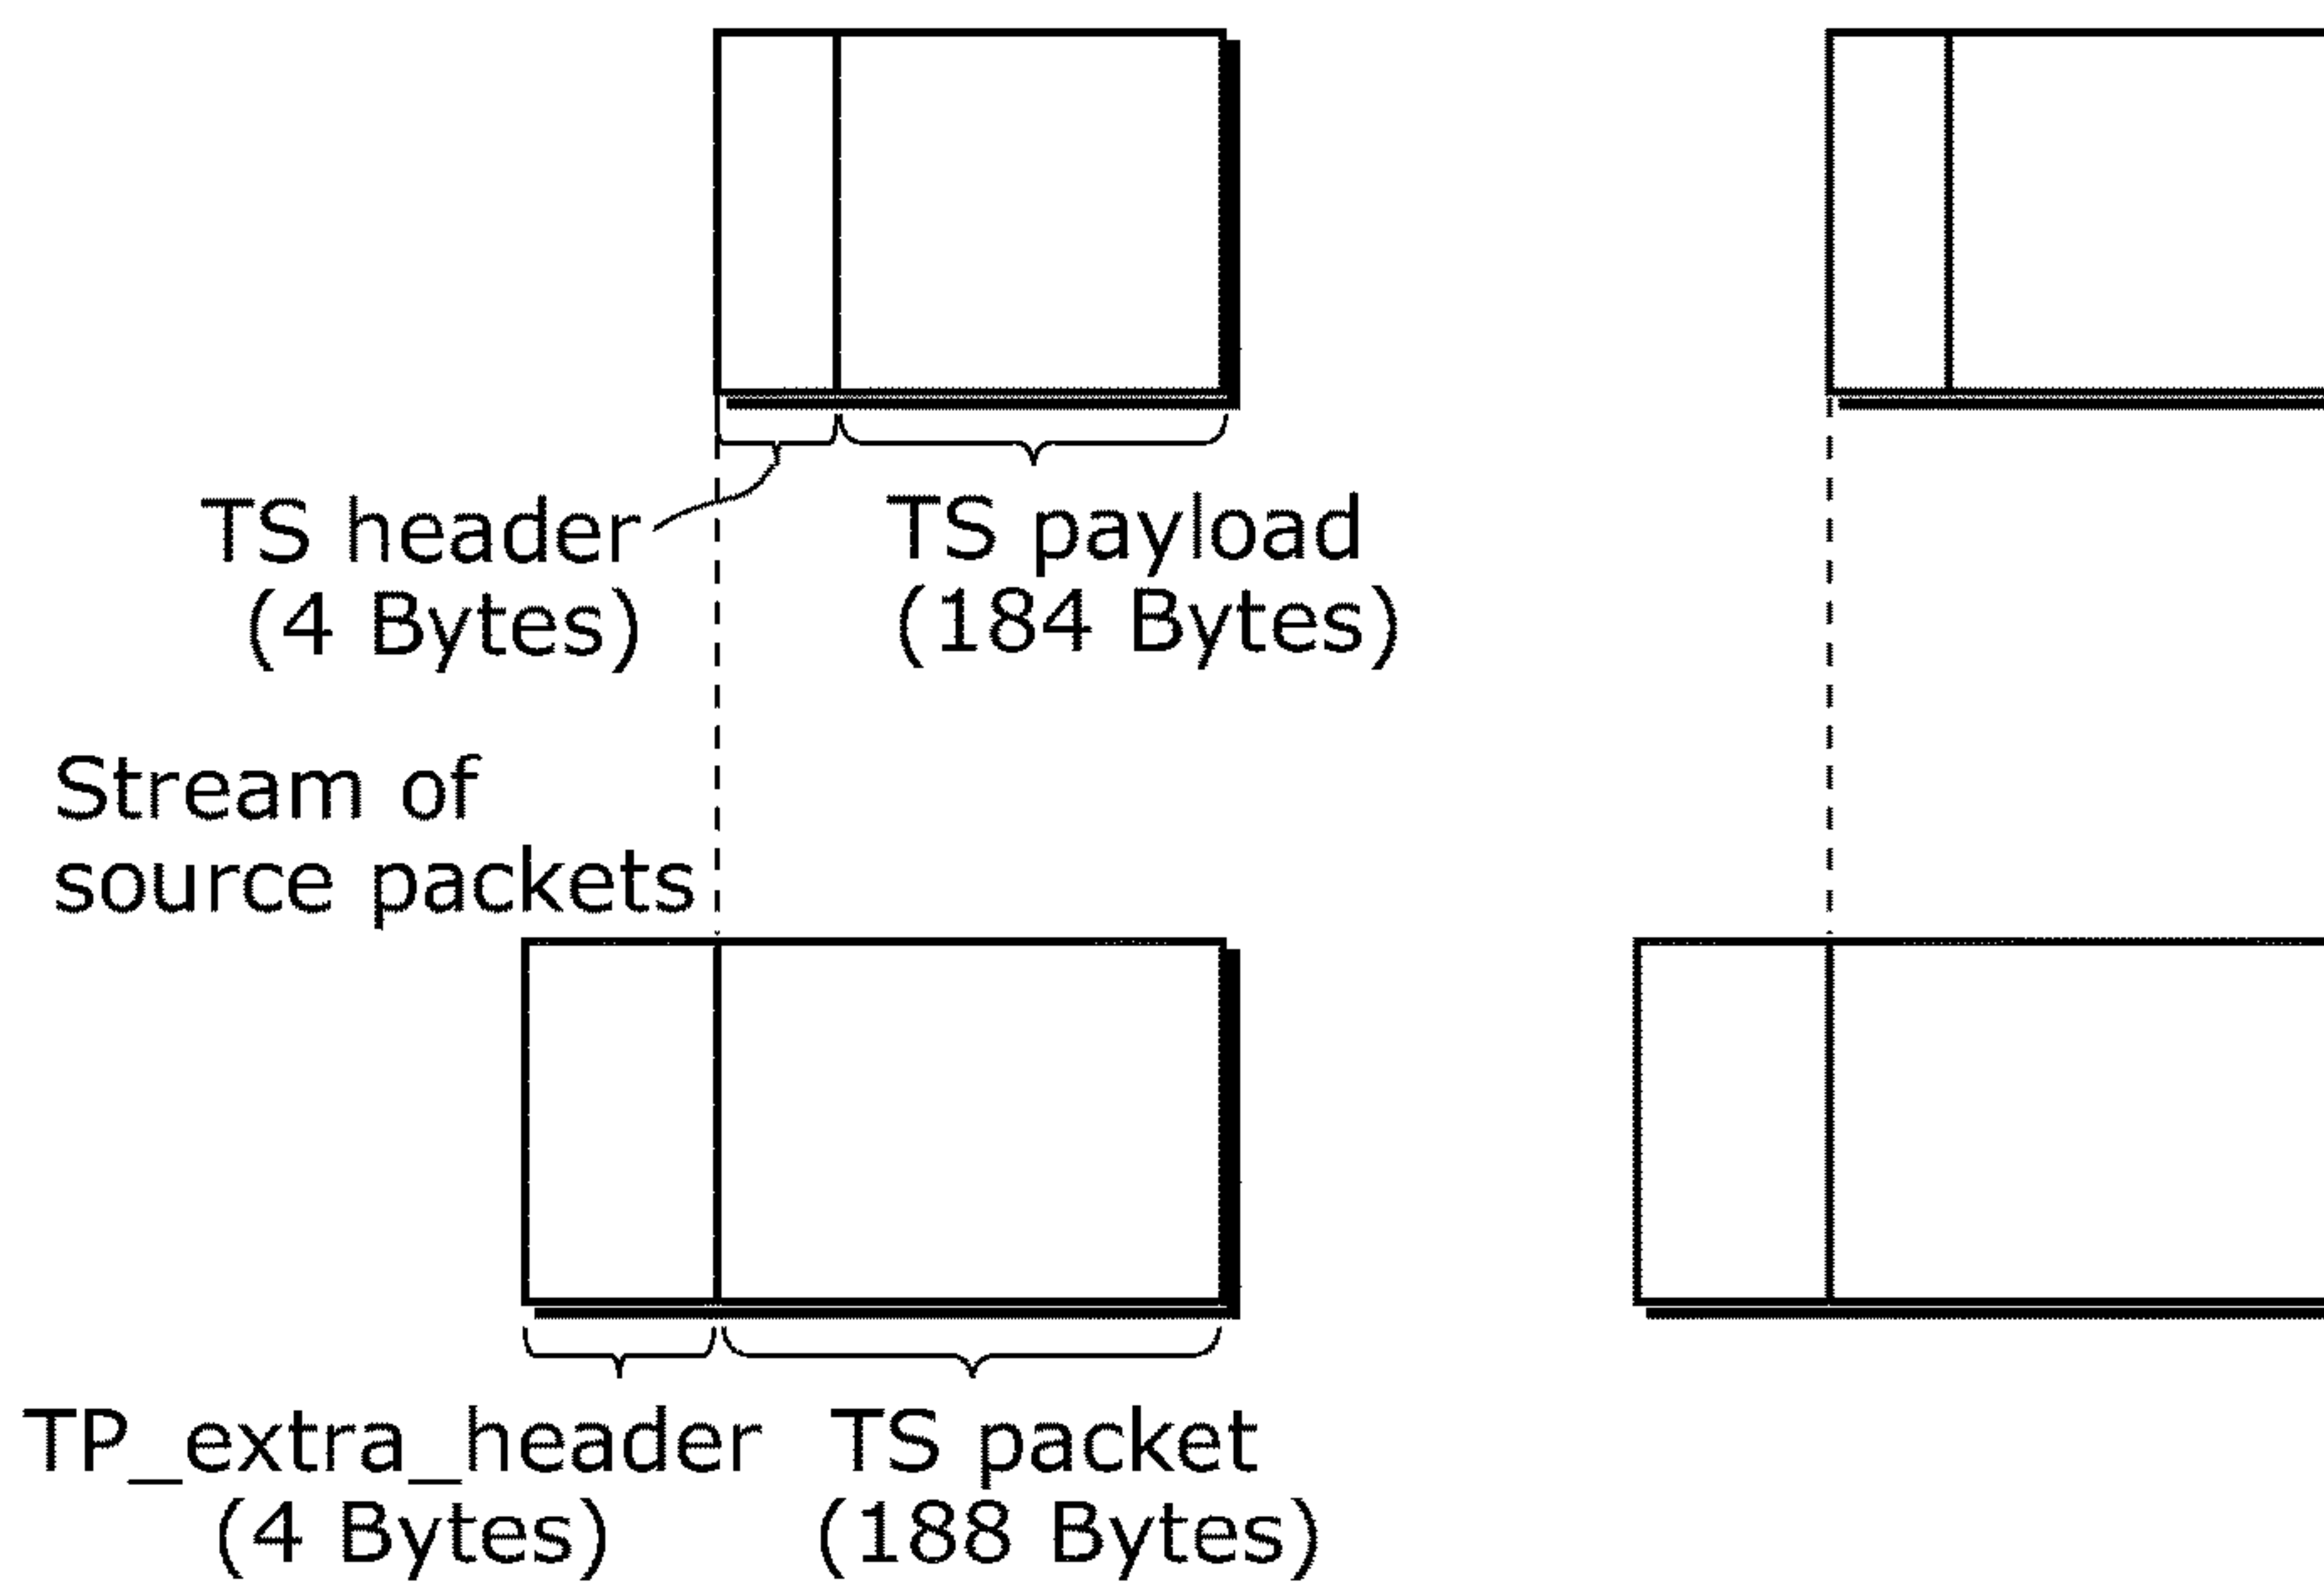 TS header
(4 Bytes)
TS payload
(184 Bytes)
Stream of
source packets
TP_extra_header
(4 Bytes)
TS packet
(188 Bytes)